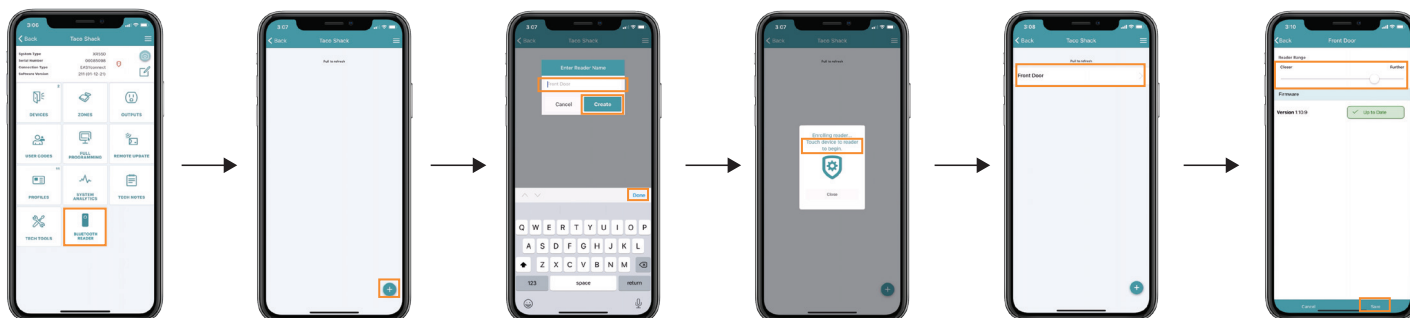 3:06
Back Taco Shack
System Type XR550
Serial Number
Connection Type EASYconnect
Software Version
0
DEVICES
ZONES
OUTPUTS
USER CODES
FULL PROGRAMMING
REMOTE UPDATE
PROFILES
SYSTEM ANALYTICS
TECH NOTES
TECH TOOLS
BLUETOOTH READER
3:07
Back Taco Shack
Pull to refresh
3:07
Back Taco Shack
Enter Reader Name
Front Door
Cancel Create
Done
Q W E R T Y U I O P
A S D F G H J K L
Z X C V B N M
123 space return
3:07
Back Taco Shack
Pull to refresh
Enrolling reader...
Touch device to reader
to begin.
Close
3:08
Back Taco Shack
Pull to refresh
Front Door
3:10
Back Front Door
Reader Range
Closer Further
Firmware
Version 1.10.9 Up to Date
Cancel Save